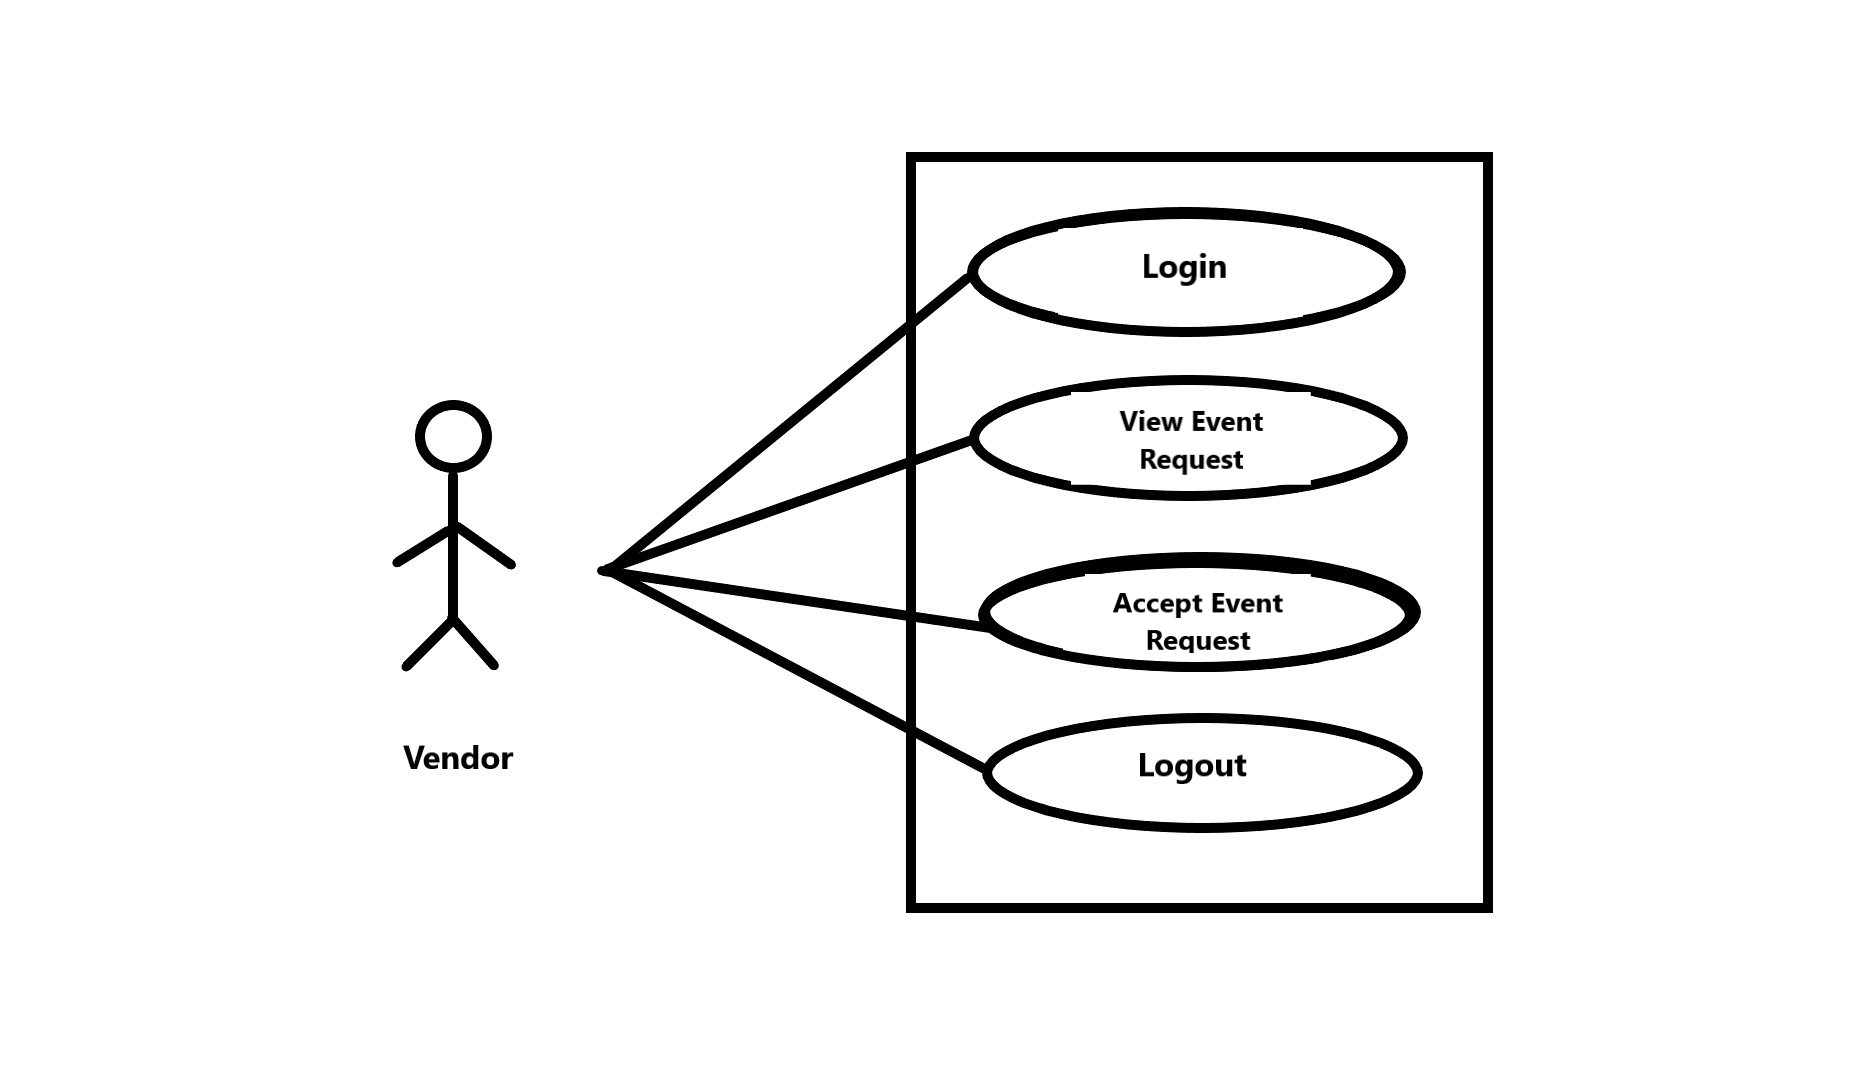 Login
View Event
Request
Accept Event
Request
Logout
Vendor